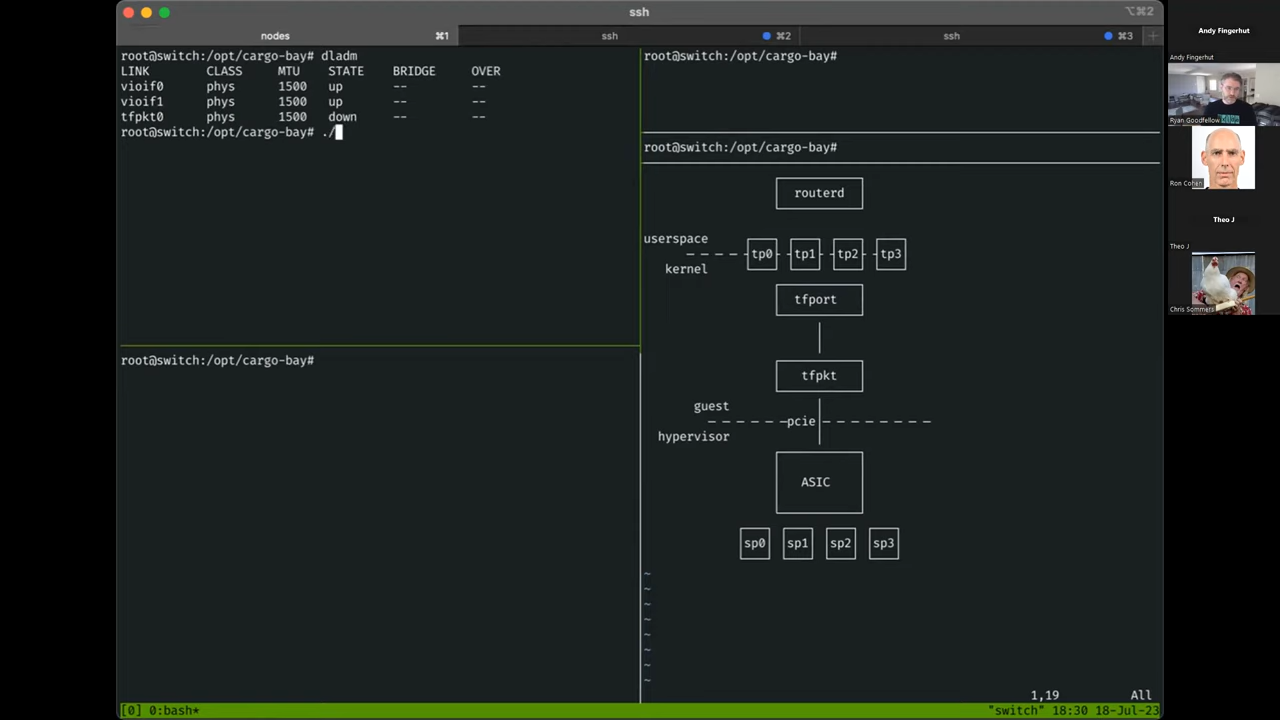 ssh
⌥⌘2
nodes ⌘1
ssh ⌘2
ssh ⌘3
root@switch:/opt/cargo-bay# dladm
LINK CLASS MTU STATE BRIDGE OVER
vioif0 phys 1500 up -- --
vioif1 phys 1500 up -- --
tfpkt0 phys 1500 down -- --
root@switch:/opt/cargo-bay# ./
root@switch:/opt/cargo-bay#
root@switch:/opt/cargo-bay#
root@switch:/opt/cargo-bay#
routerd
userspace
tp0 tp1 tp2 tp3
kernel
tfport
tfpkt
guest
pcie
hypervisor
ASIC
sp0 sp1 sp2 sp3
~
~
~
~
~
~
~
~
1,19 All
[0] 0:bash* "switch" 18:30 18-Jul-23
Andy Fingerhut
Andy Fingerhut
Ryan Goodfellow
Ron Cohen
Theo J
Theo J
Chris Sommers